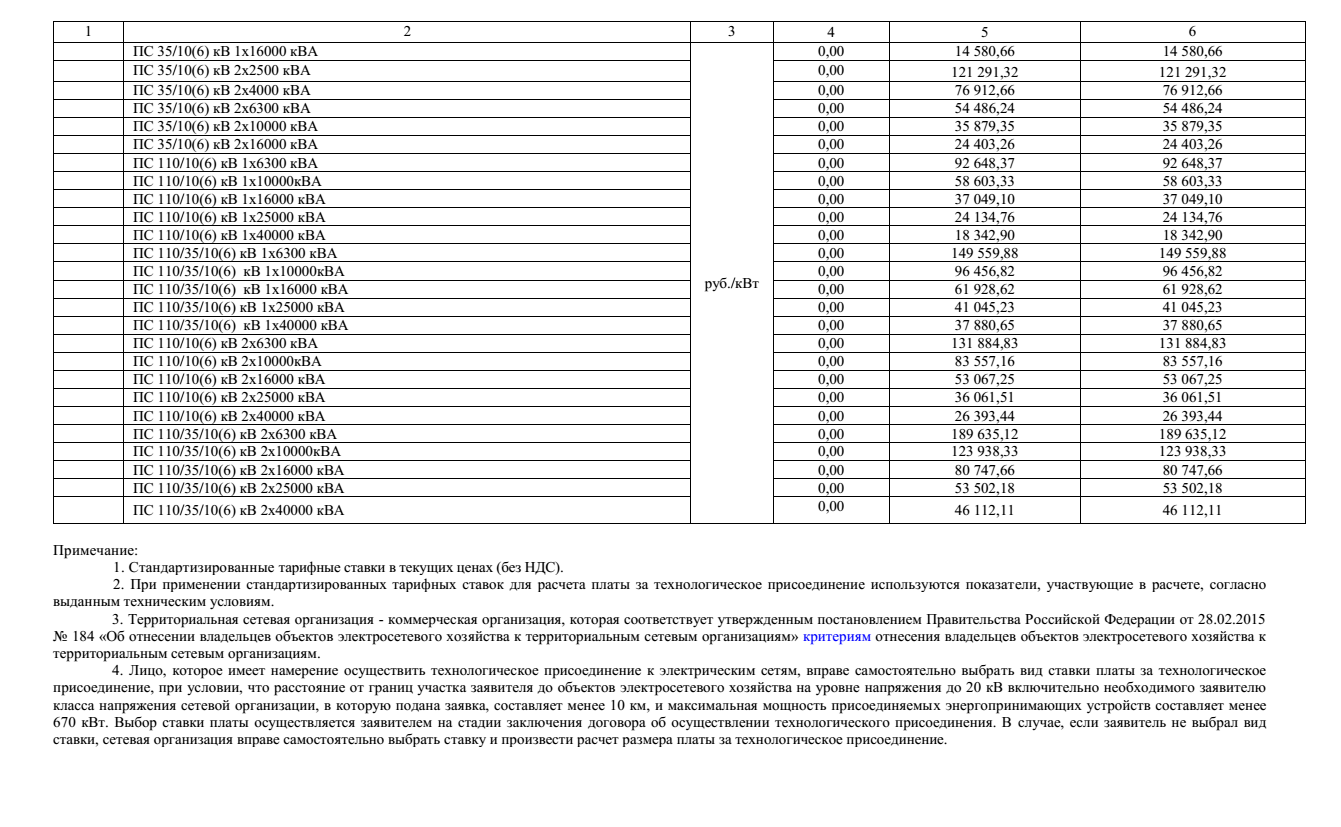 1 2 3 4 5 6
ПС 35/10(6) кВ 1х16000 кВА 0,00 14 580,66 14 580,66
ПС 35/10(6) кВ 2х2500 кВА 0,00 121 291,32 121 291,32
ПС 35/10(6) кВ 2х4000 кВА 0,00 76 912,66 76 912,66
ПС 35/10(6) кВ 2х6300 кВА 0,00 54 486,24 54 486,24
ПС 35/10(6) кВ 2х10000 кВА 0,00 35 879,35 35 879,35
ПС 35/10(6) кВ 2х16000 кВА 0,00 24 403,26 24 403,26
ПС 110/10(6) кВ 1х6300 кВА 0,00 92 648,37 92 648,37
ПС 110/10(6) кВ 1х10000кВА 0,00 58 603,33 58 603,33
ПС 110/10(6) кВ 1х16000 кВА 0,00 37 049,10 37 049,10
ПС 110/10(6) кВ 1х25000 кВА 0,00 24 134,76 24 134,76
ПС 110/10(6) кВ 1х40000 кВА 0,00 18 342,90 18 342,90
ПС 110/35/10(6) кВ 1х6300 кВА 0,00 149 559,88 149 559,88
ПС 110/35/10(6) кВ 1х10000кВА 0,00 96 456,82 96 456,82
руб./кВт
ПС 110/35/10(6) кВ 1х16000 кВА 0,00 61 928,62 61 928,62
ПС 110/35/10(6) кВ 1х25000 кВА 0,00 41 045,23 41 045,23
ПС 110/35/10(6) кВ 1х40000 кВА 0,00 37 880,65 37 880,65
ПС 110/10(6) кВ 2х6300 кВА 0,00 131 884,83 131 884,83
ПС 110/10(6) кВ 2х10000кВА 0,00 83 557,16 83 557,16
ПС 110/10(6) кВ 2х16000 кВА 0,00 53 067,25 53 067,25
ПС 110/10(6) кВ 2х25000 кВА 0,00 36 061,51 36 061,51
ПС 110/10(6) кВ 2х40000 кВА 0,00 26 393,44 26 393,44
ПС 110/35/10(6) кВ 2х6300 кВА 0,00 189 635,12 189 635,12
ПС 110/35/10(6) кВ 2х10000кВА 0,00 123 938,33 123 938,33
ПС 110/35/10(6) кВ 2х16000 кВА 0,00 80 747,66 80 747,66
ПС 110/35/10(6) кВ 2х25000 кВА 0,00 53 502,18 53 502,18
ПС 110/35/10(6) кВ 2х40000 кВА 0,00 46 112,11 46 112,11
Примечание:
1. Стандартизированные тарифные ставки в текущих ценах (без НДС).
2. При применении стандартизированных тарифных ставок для расчета платы за технологическое присоединение используются показатели, участвующие в расчете, согласно
выданным техническим условиям.
3. Территориальная сетевая организация - коммерческая организация, которая соответствует утвержденным постановлением Правительства Российской Федерации от 28.02.2015
№ 184 «Об отнесении владельцев объектов электросетевого хозяйства к территориальным сетевым организациям» критериям отнесения владельцев объектов электросетевого хозяйства к
территориальным сетевым организациям.
4. Лицо, которое имеет намерение осуществить технологическое присоединение к электрическим сетям, вправе самостоятельно выбрать вид ставки платы за технологическое
присоединение, при условии, что расстояние от границ участка заявителя до объектов электросетевого хозяйства на уровне напряжения до 20 кВ включительно необходимого заявителю
класса напряжения сетевой организации, в которую подана заявка, составляет менее 10 км, и максимальная мощность присоединяемых энергопринимающих устройств составляет менее
670 кВт. Выбор ставки платы осуществляется заявителем на стадии заключения договора об осуществлении технологического присоединения. В случае, если заявитель не выбрал вид
ставки, сетевая организация вправе самостоятельно выбрать ставку и произвести расчет размера платы за технологическое присоединение.